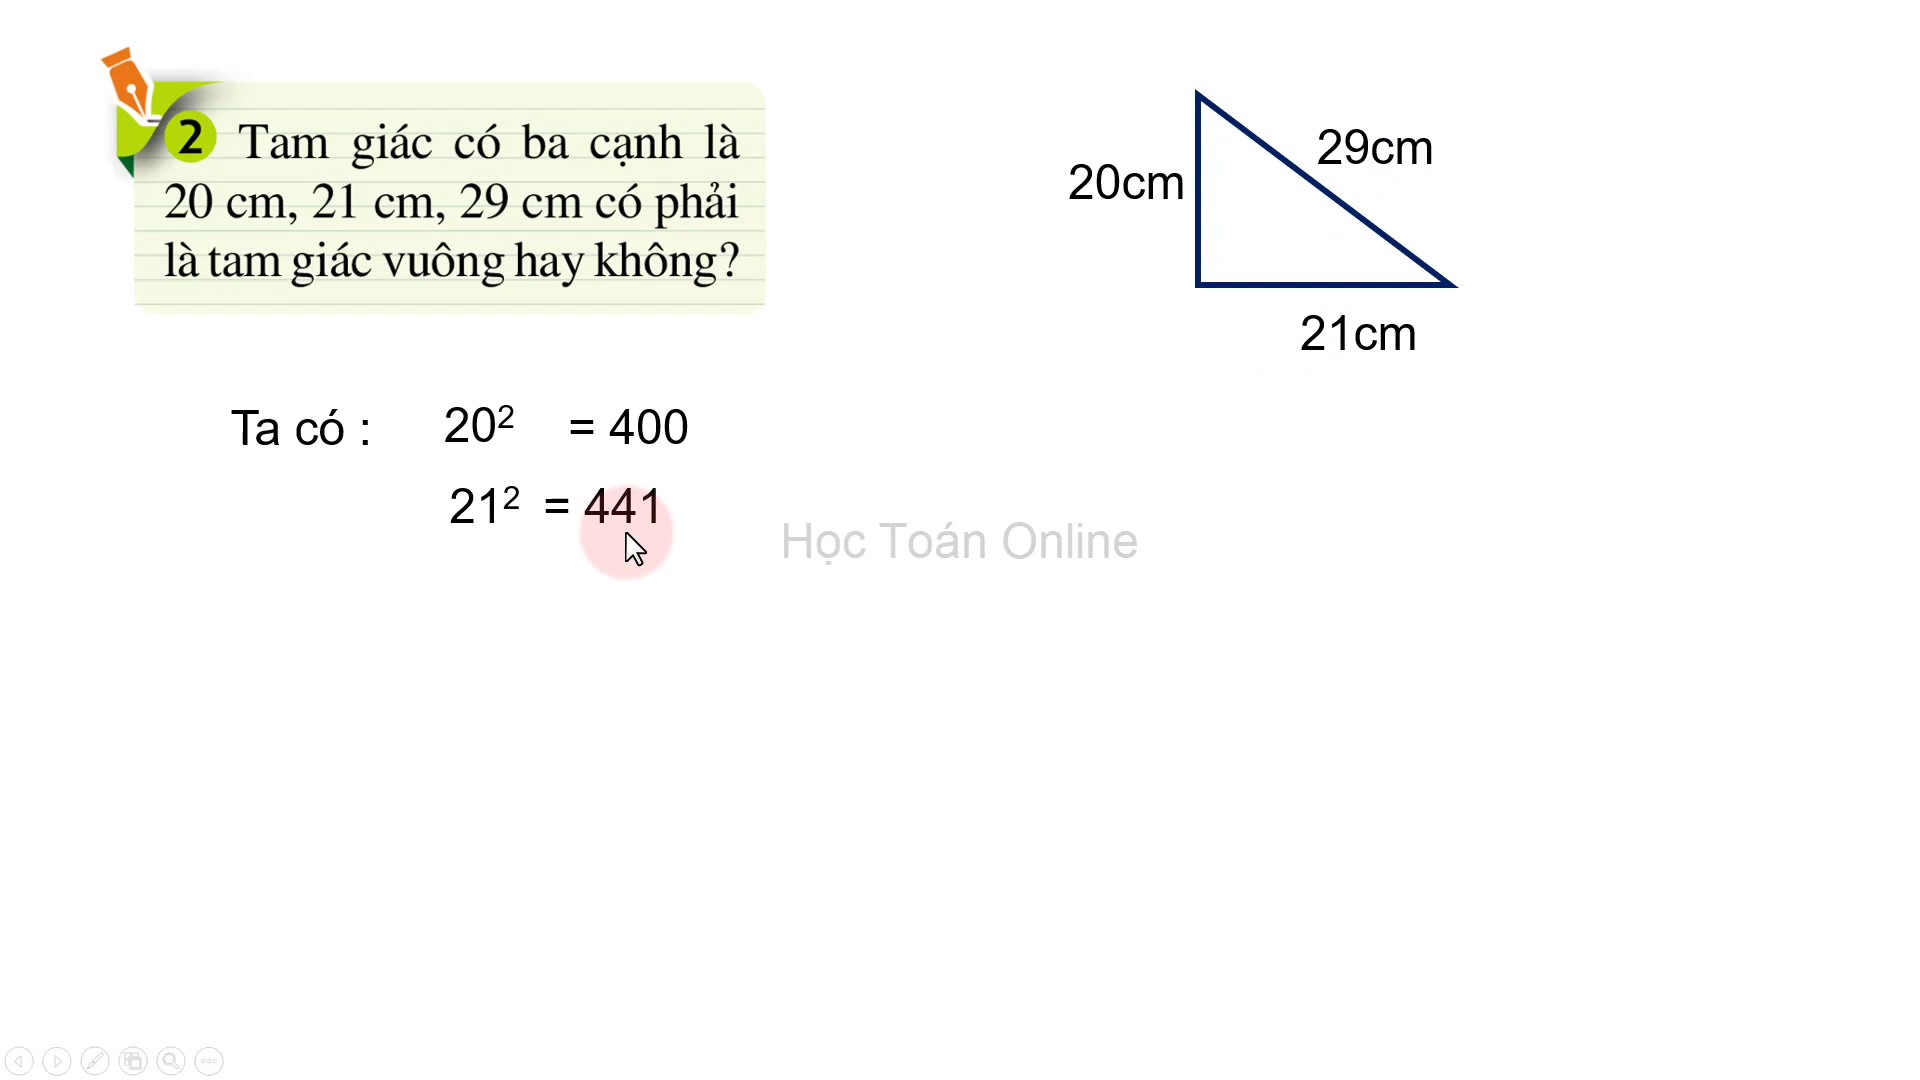 2 Tam giác có ba cạnh là
20 cm, 21 cm, 29 cm có phải
là tam giác vuông hay không?
29cm
20cm
21cm
Ta có : 20² = 400
21² = 441
Học Toán Online